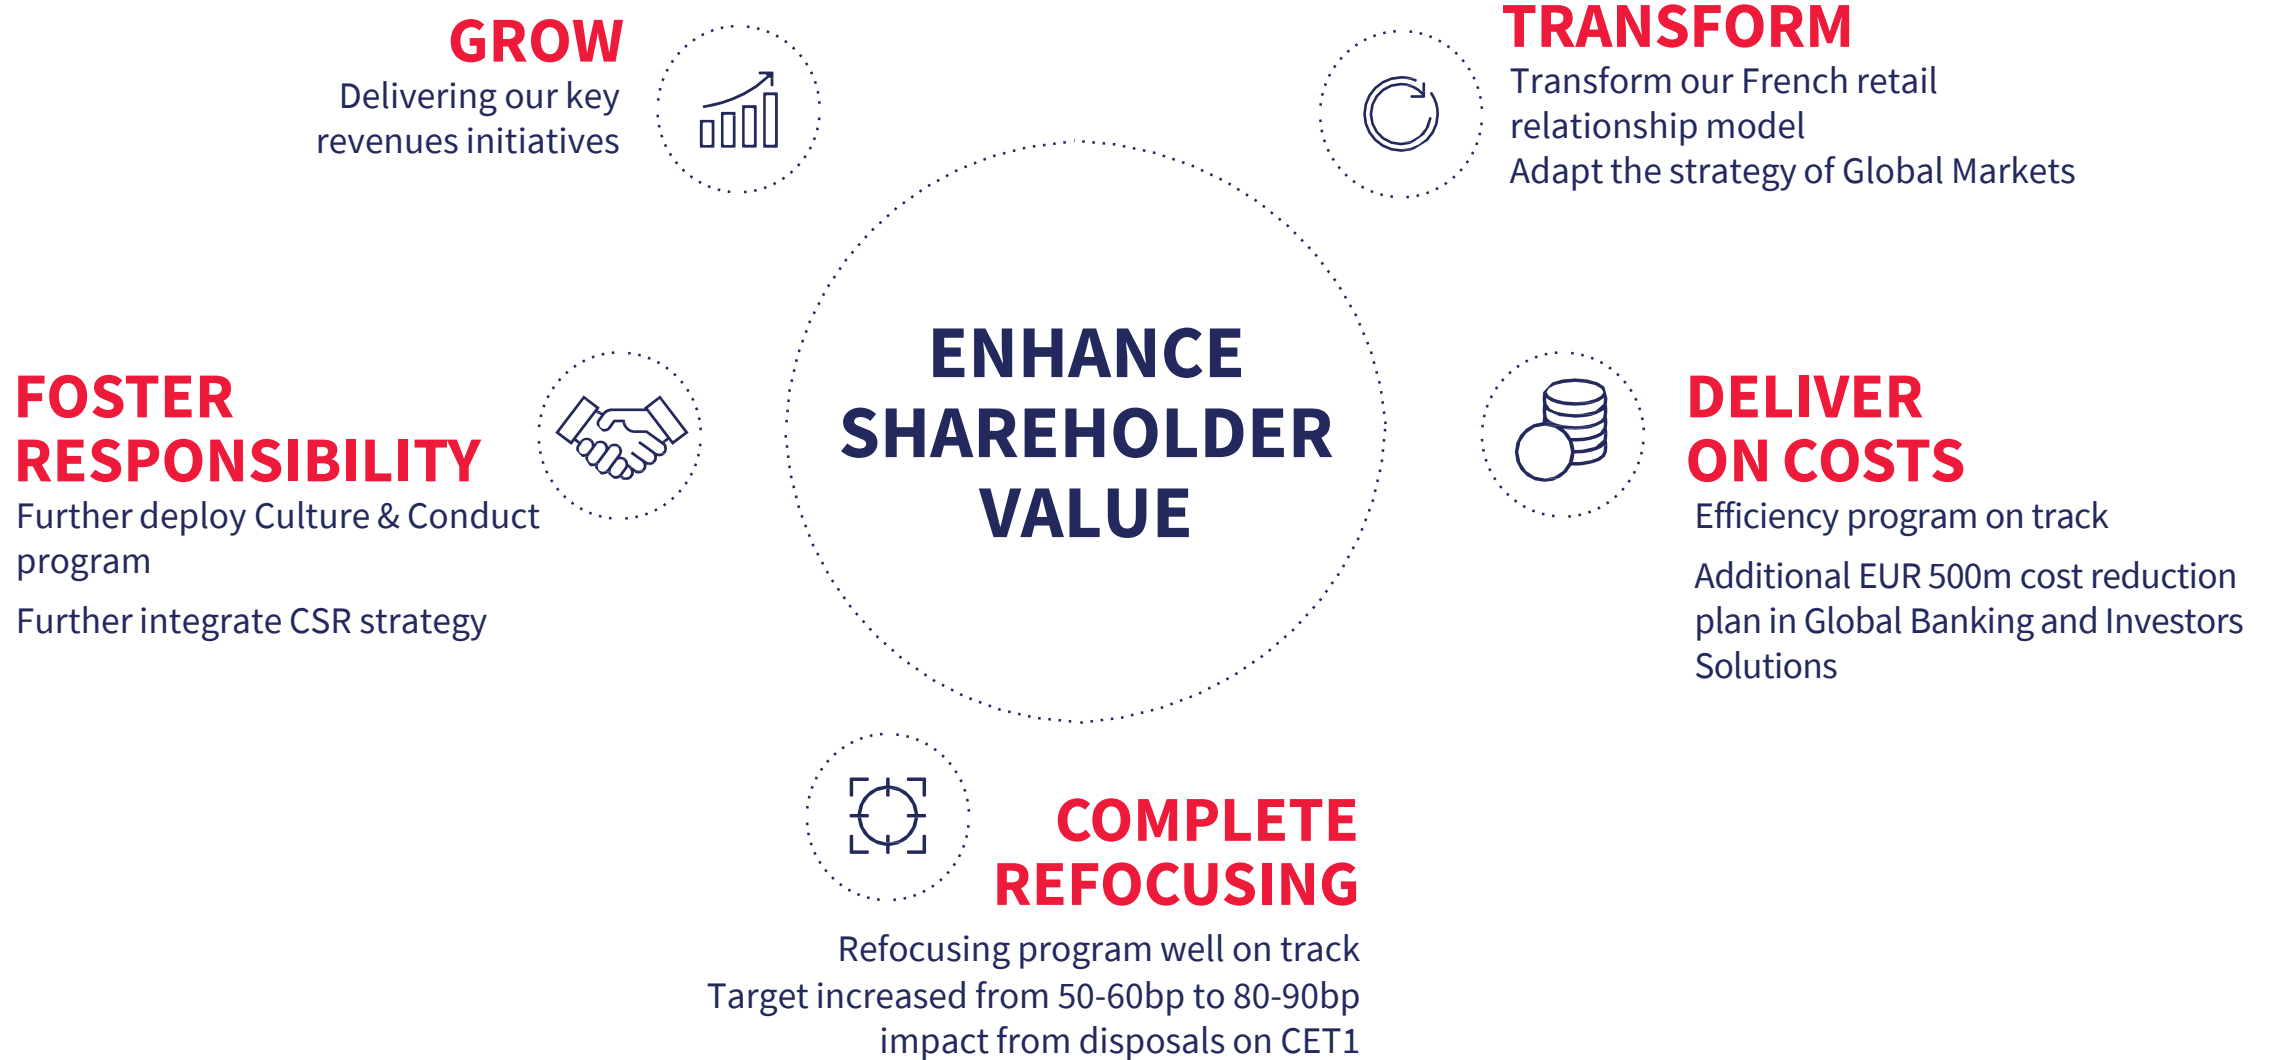 GROW
Delivering our key
revenues initiatives
TRANSFORM
Transform our French retail
relationship model
Adapt the strategy of Global Markets
ENHANCE
SHAREHOLDER
VALUE
FOSTER
RESPONSIBILITY
Further deploy Culture & Conduct
program
Further integrate CSR strategy
DELIVER
ON COSTS
Efficiency program on track
Additional EUR 500m cost reduction
plan in Global Banking and Investors
Solutions
COMPLETE
REFOCUSING
Refocusing program well on track
Target increased from 50-60bp to 80-90bp
impact from disposals on CET1